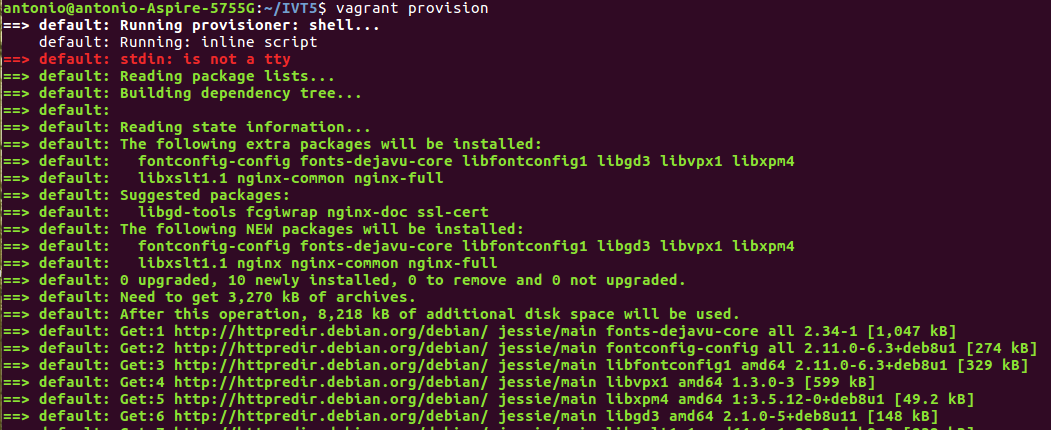 antonio@antonio-Aspire-5755G:~/IVT5$ vagrant provision
==> default: Running provisioner: shell...
    default: Running: inline script
==> default: stdin: is not a tty
==> default: Reading package lists...
==> default: Building dependency tree...
==> default:
==> default: Reading state information...
==> default: The following extra packages will be installed:
==> default:   fontconfig-config fonts-dejavu-core libfontconfig1 libgd3 libvpx1 libxpm4
==> default:   libxslt1.1 nginx-common nginx-full
==> default: Suggested packages:
==> default:   libgd-tools fcgiwrap nginx-doc ssl-cert
==> default: The following NEW packages will be installed:
==> default:   fontconfig-config fonts-dejavu-core libfontconfig1 libgd3 libvpx1 libxpm4
==> default:   libxslt1.1 nginx nginx-common nginx-full
==> default: 0 upgraded, 10 newly installed, 0 to remove and 0 not upgraded.
==> default: Need to get 3,270 kB of archives.
==> default: After this operation, 8,218 kB of additional disk space will be used.
==> default: Get:1 http://httpredir.debian.org/debian/ jessie/main fonts-dejavu-core all 2.34-1 [1,047 kB]
==> default: Get:2 http://httpredir.debian.org/debian/ jessie/main fontconfig-config all 2.11.0-6.3+deb8u1 [274 kB]
==> default: Get:3 http://httpredir.debian.org/debian/ jessie/main libfontconfig1 amd64 2.11.0-6.3+deb8u1 [329 kB]
==> default: Get:4 http://httpredir.debian.org/debian/ jessie/main libvpx1 amd64 1.3.0-3 [599 kB]
==> default: Get:5 http://httpredir.debian.org/debian/ jessie/main libxpm4 amd64 1:3.5.12-0+deb8u1 [49.2 kB]
==> default: Get:6 http://httpredir.debian.org/debian/ jessie/main libgd3 amd64 2.1.0-5+deb8u11 [148 kB]